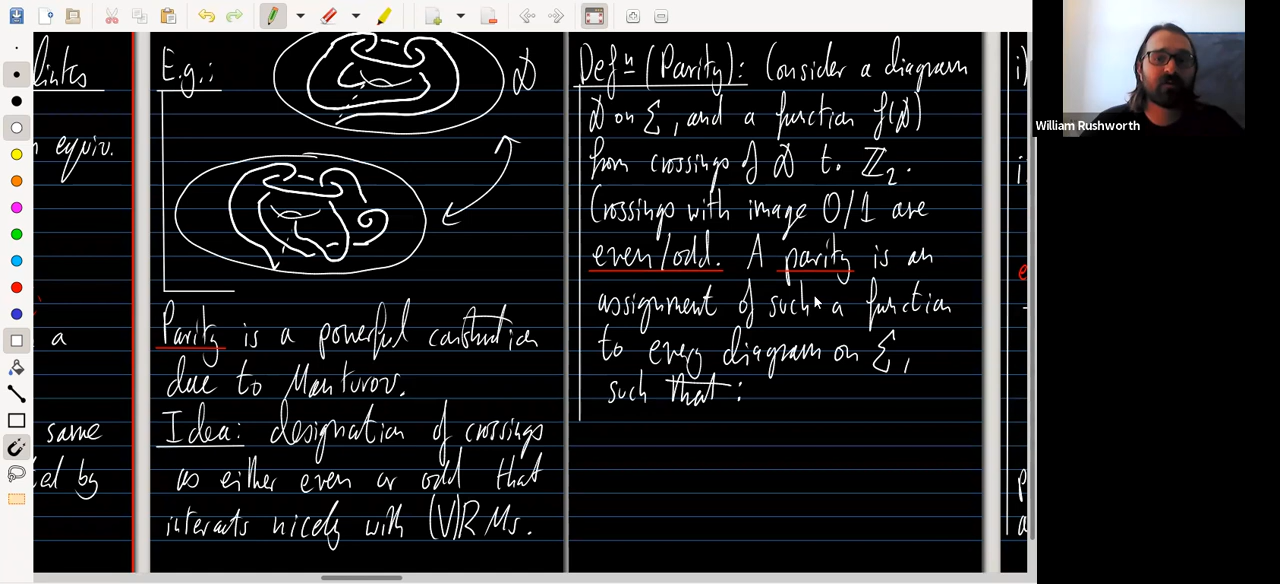 links
equiv.
a
same
ted by
E.g.:
D
Parity is a powerful construction
due to Manturov.
Idea: designation of crossings
as either even or odd that
interacts nicely with (V)RMs.
Defⁿ (Parity): Consider a diagram
D on Σ, and a function f(D)
from crossings of D to ℤ₂.
Crossings with image 0/1 are
even/odd. A parity is an
assignment of such a function
to every diagram on Σ,
such that:
i)
William Rushworth